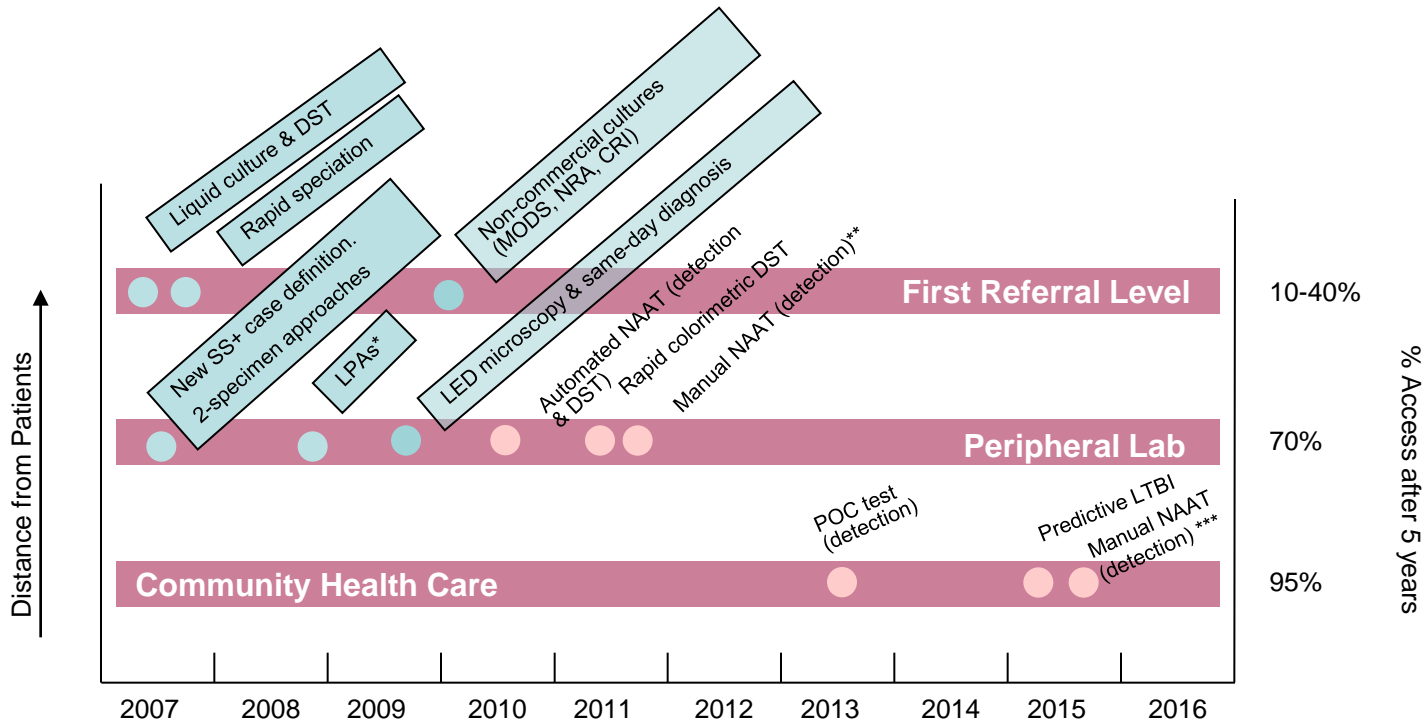 Liquid culture & DST
Rapid speciation
New SS+ case definition.
2-specimen approaches
LPAs*
Non-commercial cultures
(MODS, NRA, CRI)
LED microscopy & same-day diagnosis
Automated NAAT (detection
& DST)
Rapid colorimetric DST
Manual NAAT (detection)**
First Referral Level
10-40%
Peripheral Lab
70%
POC test
(detection)
Predictive LTBI
Manual NAAT
(detection) ***
Community Health Care
95%
Distance from Patients
% Access after 5 years
2007
2008
2009
2010
2011
2012
2013
2014
2015
2016